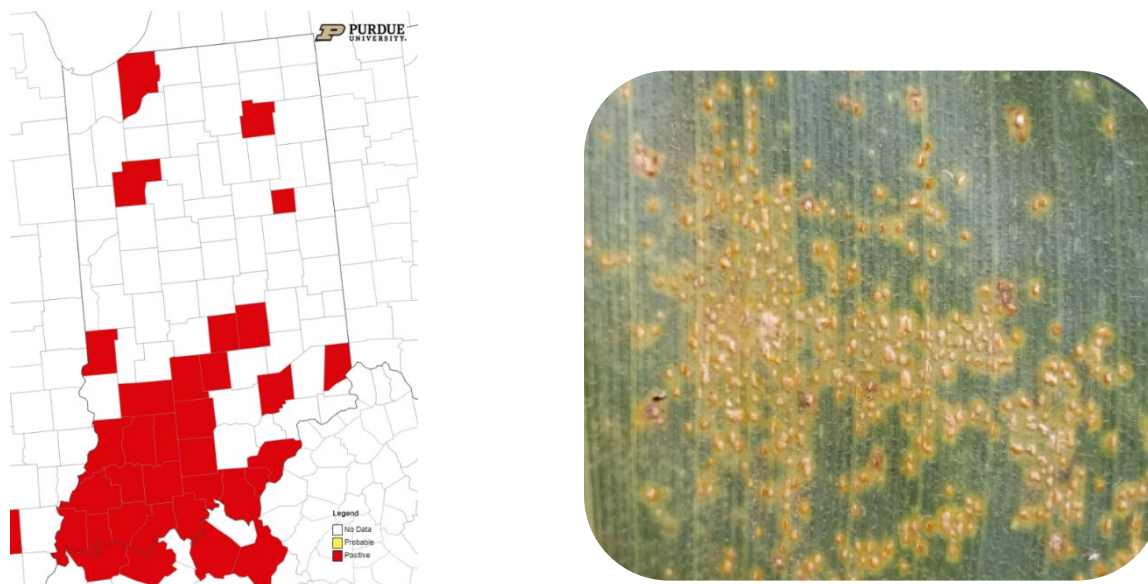 PURDUE
UNIVERSITY®
Legend
No Data
Probable
Positive